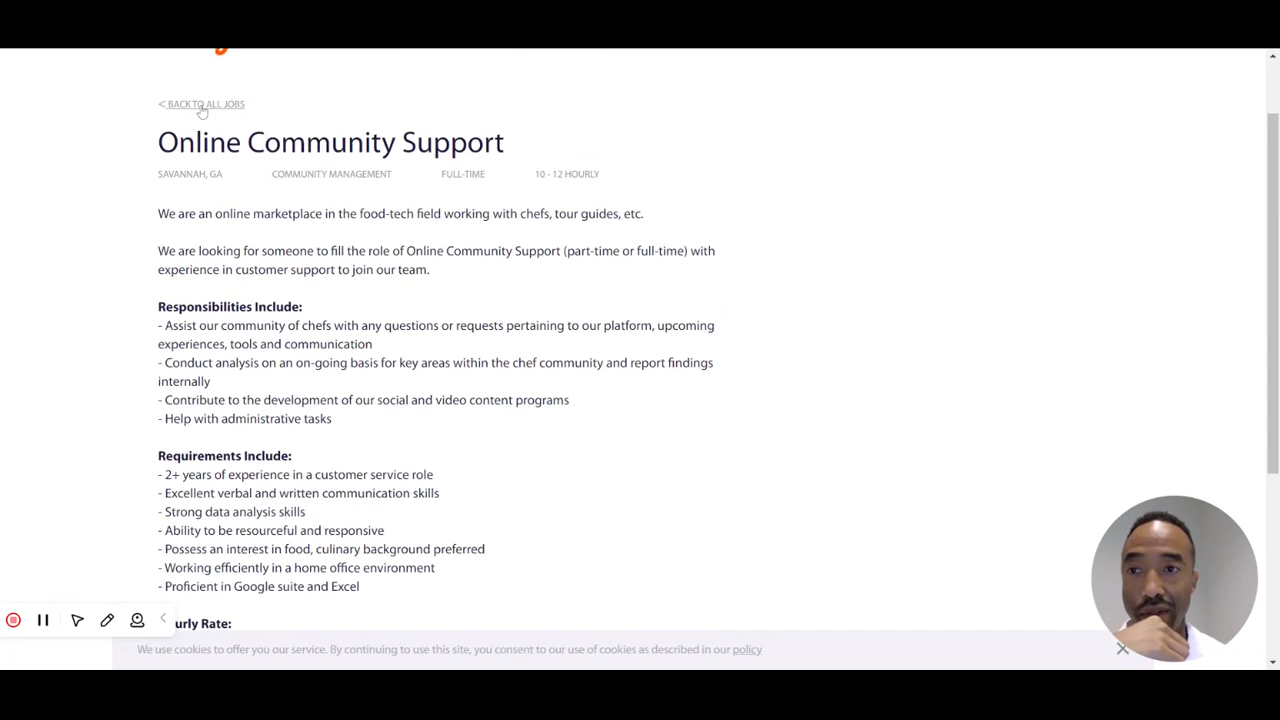 < BACK TO ALL JOBS
Online Community Support
SAVANNAH, GA COMMUNITY MANAGEMENT FULL-TIME 10 - 12 HOURLY
We are an online marketplace in the food-tech field working with chefs, tour guides, etc.
We are looking for someone to fill the role of Online Community Support (part-time or full-time) with
experience in customer support to join our team.
Responsibilities Include:
- Assist our community of chefs with any questions or requests pertaining to our platform, upcoming
experiences, tools and communication
- Conduct analysis on an on-going basis for key areas within the chef community and report findings
internally
- Contribute to the development of our social and video content programs
- Help with administrative tasks
Requirements Include:
- 2+ years of experience in a customer service role
- Excellent verbal and written communication skills
- Strong data analysis skills
- Ability to be resourceful and responsive
- Possess an interest in food, culinary background preferred
- Working efficiently in a home office environment
- Proficient in Google suite and Excel
urly Rate:
We use cookies to offer you our service. By continuing to use this site, you consent to our use of cookies as described in our policy